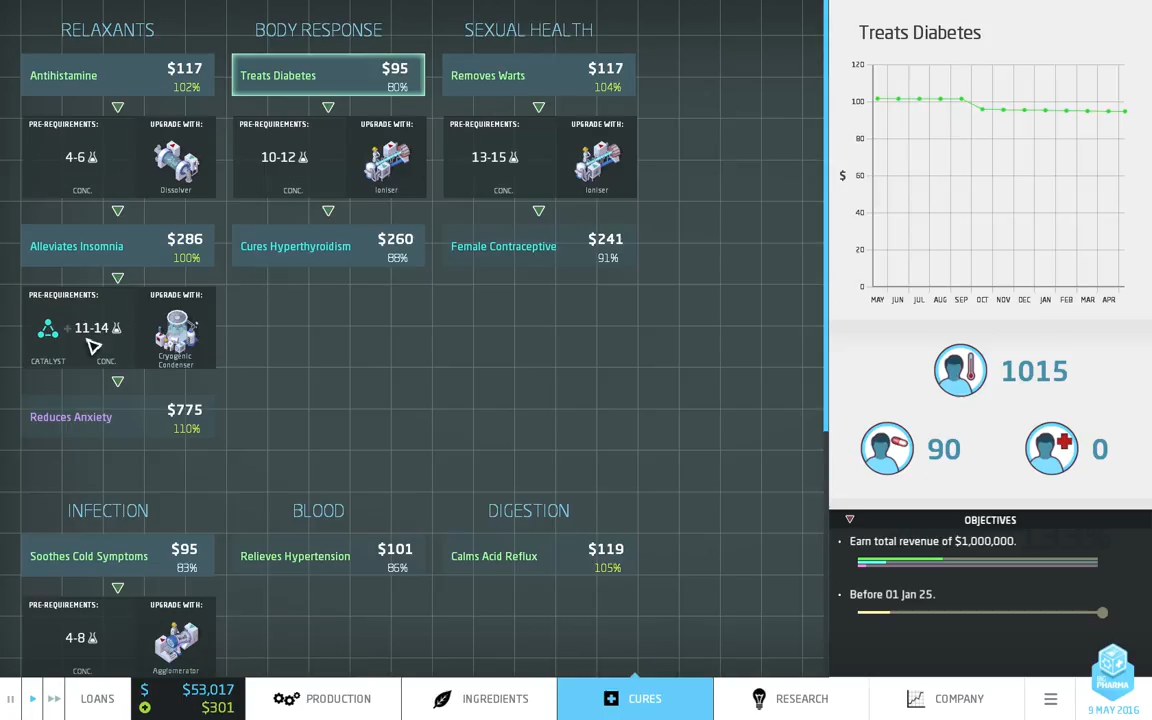 RELAXANTS
BODY RESPONSE
SEXUAL HEALTH
Antihistamine $117 102%
Treats Diabetes $95 80%
Removes Warts $117 104%
PRE-REQUIREMENTS: UPGRADE WITH:
4-6
CONC. Dissolver
PRE-REQUIREMENTS: UPGRADE WITH:
10-12
CONC. Ioniser
PRE-REQUIREMENTS: UPGRADE WITH:
13-15
CONC. Ioniser
Alleviates Insomnia $286 100%
Cures Hyperthyroidism $260 88%
Female Contraceptive $241 91%
PRE-REQUIREMENTS: UPGRADE WITH:
+ 11-14
CATALYST CONC. Cryogenic Condenser
Reduces Anxiety $775 110%
INFECTION
BLOOD
DIGESTION
Soothes Cold Symptoms $95 83%
Relieves Hypertension $101 86%
Calms Acid Reflux $119 105%
PRE-REQUIREMENTS: UPGRADE WITH:
4-8
CONC. Agglomerator
Treats Diabetes
120
100
80
$
60
40
20
0
MAY JUN JUL AUG SEP OCT NOV DEC JAN FEB MAR APR
1015
90 0
OBJECTIVES
• Earn total revenue of $1,000,000.
• Before 01 Jan 25.
LOANS
$ $53,017
$301
PRODUCTION
INGREDIENTS
CURES
RESEARCH
COMPANY
BIG PHARMA
9 MAY 2016